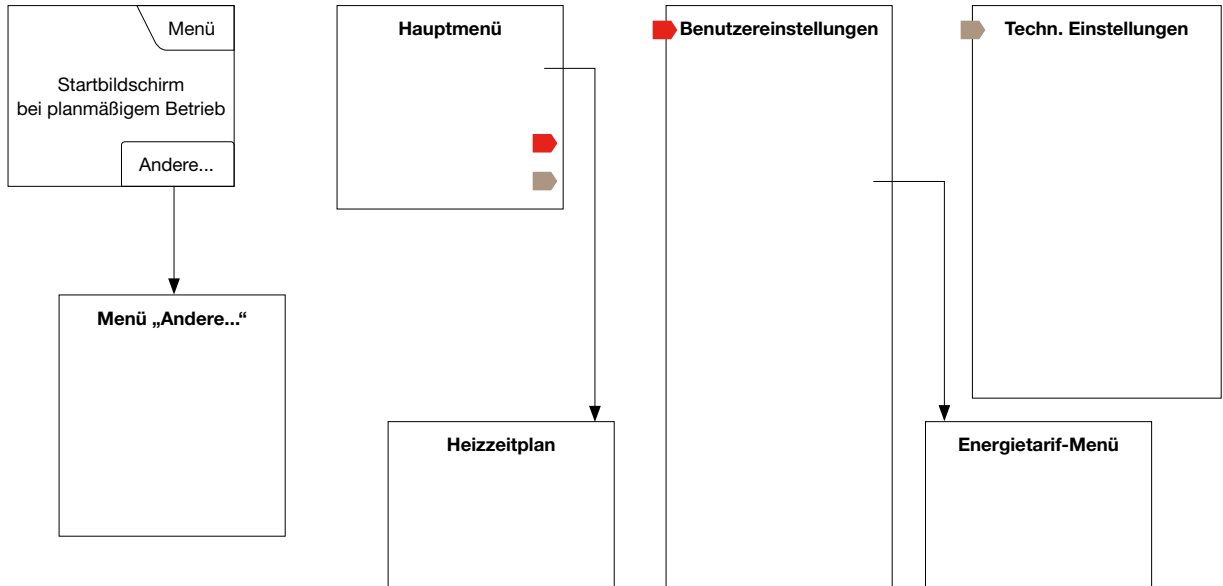 Menü
Startbildschirm
bei planmäßigem Betrieb
Andere...
Menü „Andere...“
Hauptmenü
Heizzeitplan
Benutzereinstellungen
Energietarif-Menü
Techn. Einstellungen